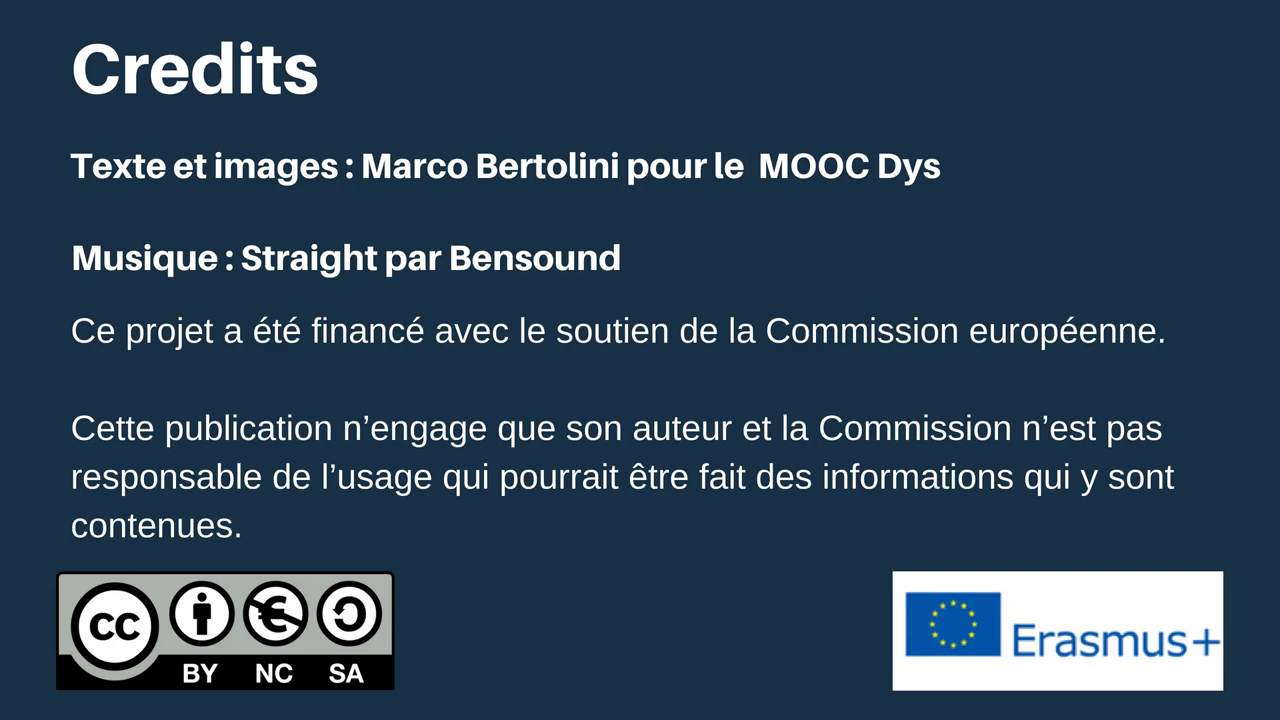 Credits
Texte et images : Marco Bertolini pour le MOOC Dys
Musique : Straight par Bensound
Ce projet a été financé avec le soutien de la Commission européenne.
Cette publication n’engage que son auteur et la Commission n’est pas
responsable de l’usage qui pourrait être fait des informations qui y sont
contenues.
CC
BY NC SA
Erasmus+